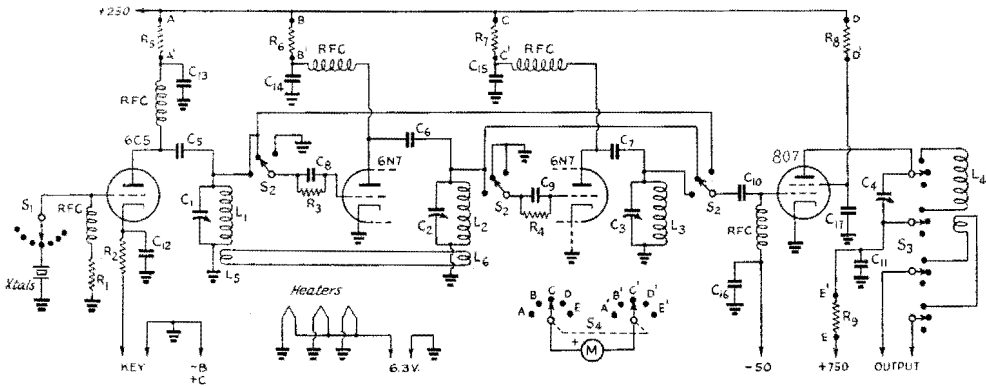 +250 A B C D
R5 R6 R7 R8
A' B' RFC C' RFC D'
C13 C14 C15
RFC
6C5 C5 C6 C7 807
6N7 6N7
S1 RFC C1 L1 S2 C8 R3 C2 L2 S2 C9 R4 C3 L3 S2 C10 C4 L4
R2 C12 RFC C17 S3
Xtals R1 L5 L6 C16 C11
Heaters
B C D A E A' B' C' D' E' S4
+ M
E' R9 E
KEY -B +C 6.3V. -50 +750 OUTPUT